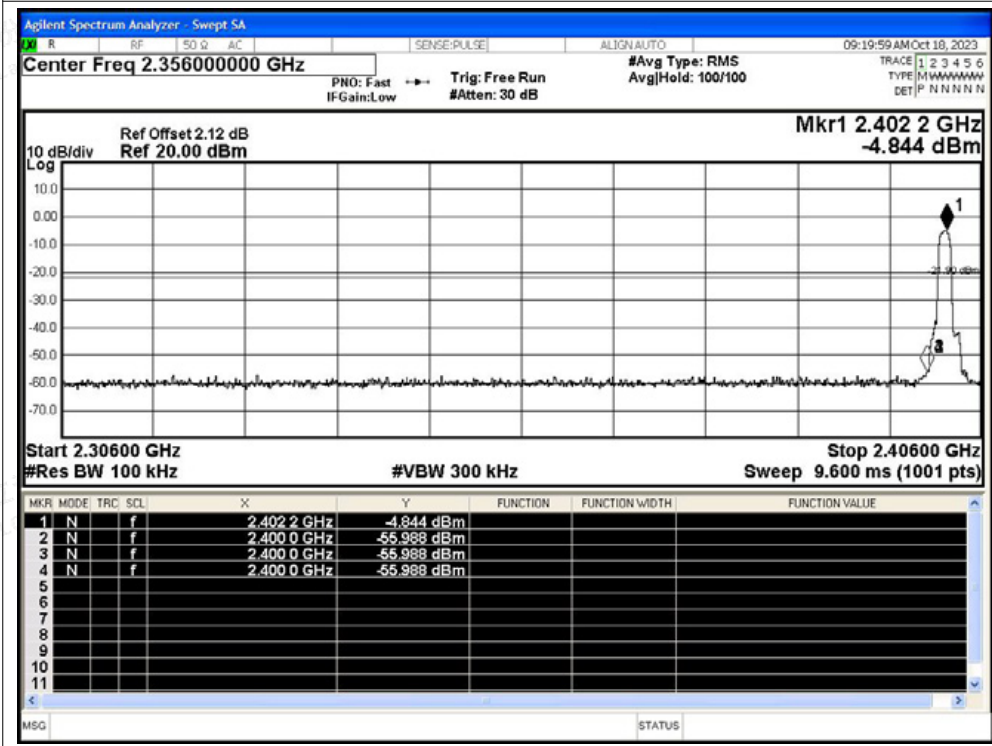 Agilent Spectrum Analyzer - Swept SA
LXI R RF 50 Ω AC SENSE:PULSE ALIGN AUTO 09:19:59 AM Oct 18, 2023
Center Freq 2.356000000 GHz #Avg Type: RMS TRACE 1 2 3 4 5 6
PNO: Fast Trig: Free Run Avg|Hold: 100/100 TYPE M WWWWW
IFGain:Low #Atten: 30 dB DET P N N N N N
Mkr1 2.402 2 GHz
Ref Offset 2.12 dB
10 dB/div Ref 20.00 dBm -4.844 dBm
Log
10.0
1
0.00
-10.0
-20.0
-21.90 dBm
-30.0
-40.0
-50.0
-60.0
-70.0
Start 2.30600 GHz Stop 2.40600 GHz
#Res BW 100 kHz #VBW 300 kHz Sweep 9.600 ms (1001 pts)
MKR MODE TRC SCL X Y FUNCTION FUNCTION WIDTH FUNCTION VALUE
1 N f 2.402 2 GHz -4.844 dBm
2 N f 2.400 0 GHz -55.988 dBm
3 N f 2.400 0 GHz -55.988 dBm
4 N f 2.400 0 GHz -55.988 dBm
5
6
7
8
9
10
11
MSG STATUS